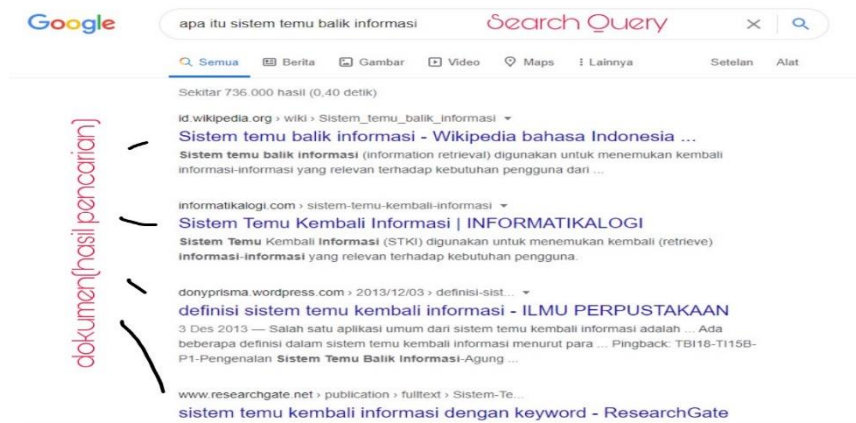 Google
apa itu sistem temu balik informasi Search Query
Semua Berita Gambar Video Maps Lainnya Setelan Alat
Sekitar 736.000 hasil (0,40 detik)
dokumen(hasil pencarian)
id.wikipedia.org › wiki › Sistem_temu_balik_informasi
Sistem temu balik informasi - Wikipedia bahasa Indonesia ...
Sistem temu balik informasi (information retrieval) digunakan untuk menemukan kembali
informasi-informasi yang relevan terhadap kebutuhan pengguna dari ...
informatikalogi.com › sistem-temu-kembali-informasi
Sistem Temu Kembali Informasi | INFORMATIKALOGI
Sistem Temu Kembali Informasi (STKI) digunakan untuk menemukan kembali (retrieve)
informasi-informasi yang relevan terhadap kebutuhan pengguna.
donyprisma.wordpress.com › 2013/12/03 › definisi-sist...
definisi sistem temu kembali informasi - ILMU PERPUSTAKAAN
3 Des 2013 — Salah satu aplikasi umum dari sistem temu kembali informasi adalah ... Ada
beberapa definisi dalam sistem temu kembali informasi menurut para ... Pingback: TBI18-TI15B-
P1-Pengenalan Sistem Temu Balik Informasi-Agung ...
www.researchgate.net › publication › fulltext › Sistem-Te...
sistem temu kembali informasi dengan keyword - ResearchGate